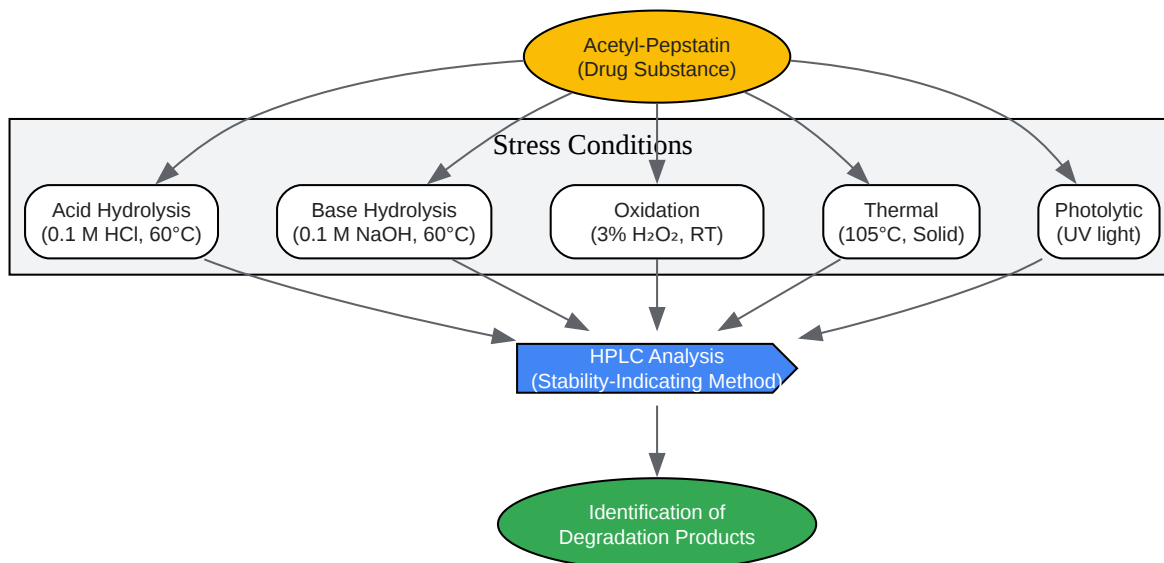 Acetyl-Pepstatin
(Drug Substance)
Stress Conditions
Acid Hydrolysis
(0.1 M HCl, 60°C)
Base Hydrolysis
(0.1 M NaOH, 60°C)
Oxidation
(3% H₂O₂, RT)
Thermal
(105°C, Solid)
Photolytic
(UV light)
HPLC Analysis
(Stability-Indicating Method)
Identification of
Degradation Products